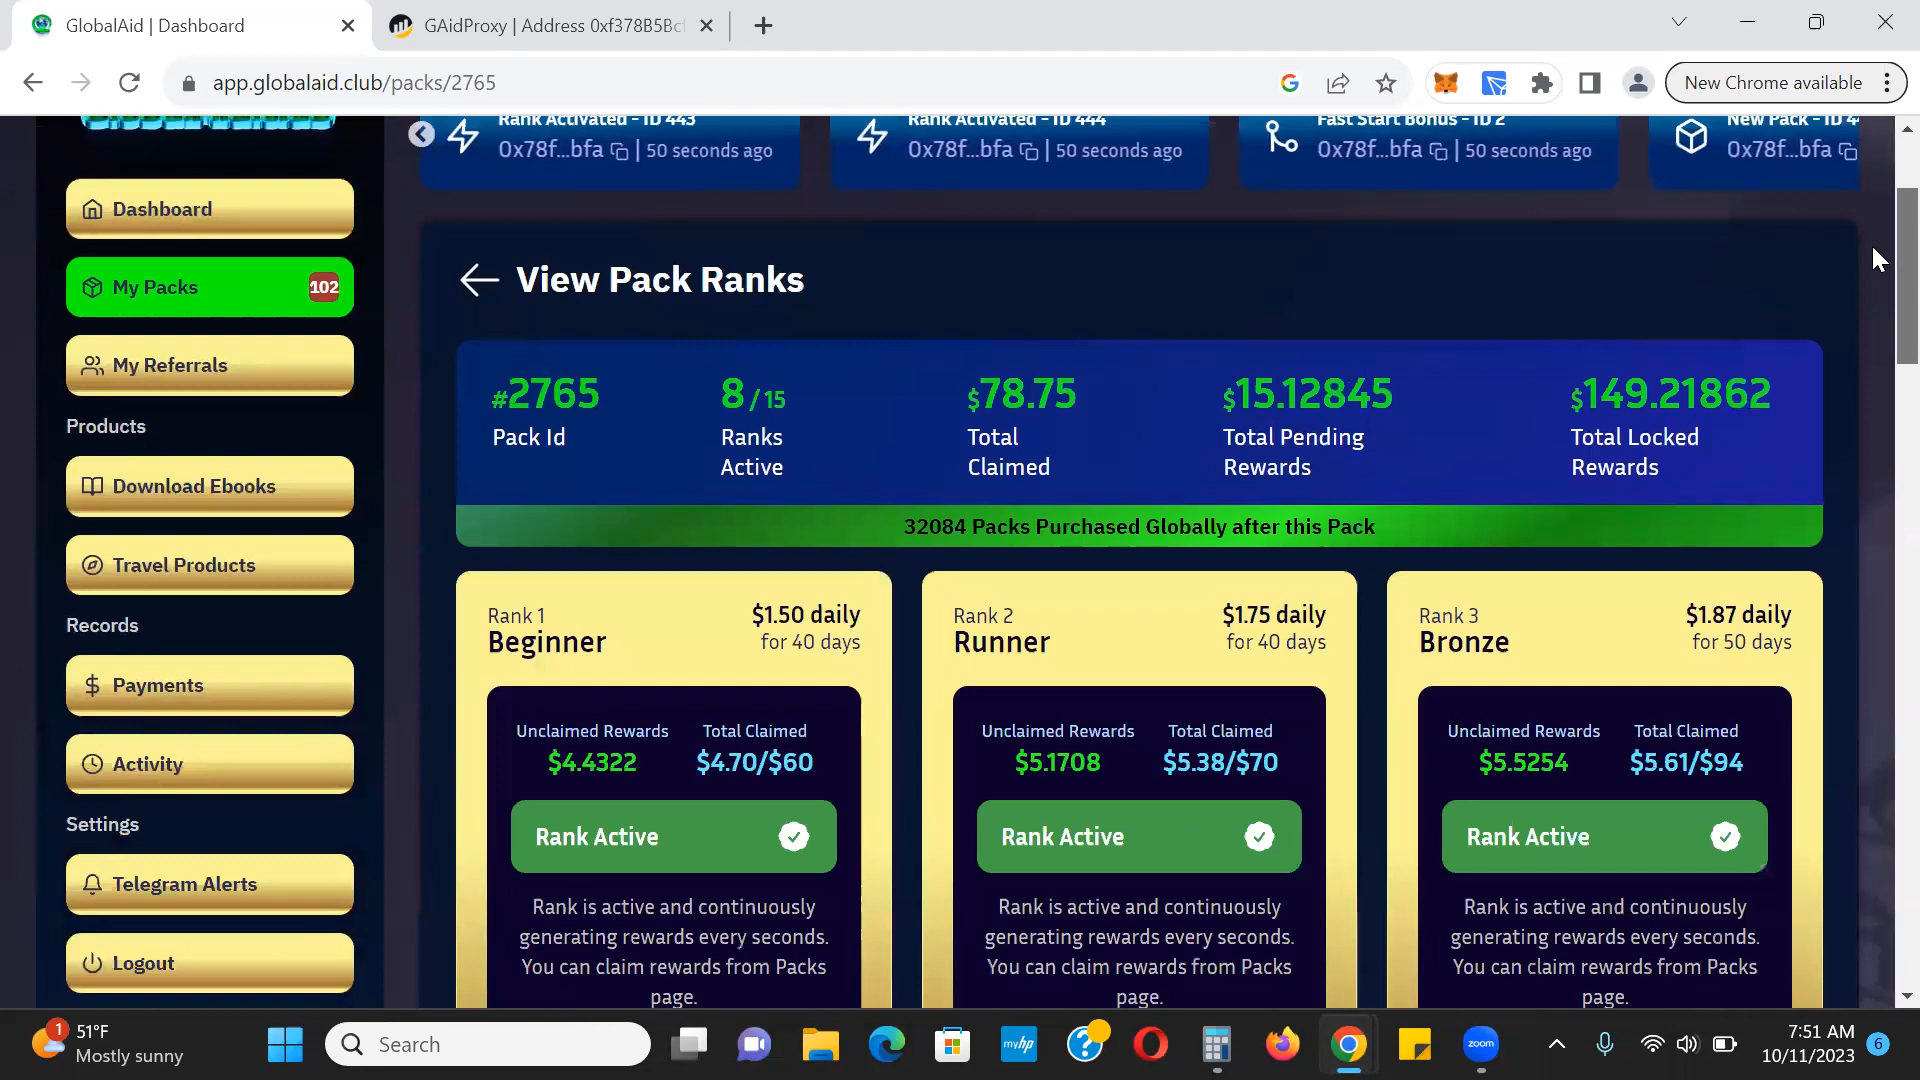 GlobalAid | Dashboard
GAidProxy | Address 0xf378B5Bc
app.globalaid.club/packs/2765
New Chrome available
Rank Activated - ID 443
0x78f...bfa | 50 seconds ago
Rank Activated - ID 444
0x78f...bfa | 50 seconds ago
Fast Start Bonus - ID 2
0x78f...bfa | 50 seconds ago
New Pack - ID 4
0x78f...bfa
Dashboard
My Packs 102
My Referrals
Products
Download Ebooks
Travel Products
Records
Payments
Activity
Settings
Telegram Alerts
Logout
View Pack Ranks
#2765
Pack Id
8/15
Ranks
Active
$78.75
Total
Claimed
$15.12845
Total Pending
Rewards
$149.21862
Total Locked
Rewards
32084 Packs Purchased Globally after this Pack
Rank 1
Beginner
$1.50 daily
for 40 days
Unclaimed Rewards
$4.4322
Total Claimed
$4.70/$60
Rank Active
Rank is active and continuously
generating rewards every seconds.
You can claim rewards from Packs
page.
Rank 2
Runner
$1.75 daily
for 40 days
Unclaimed Rewards
$5.1708
Total Claimed
$5.38/$70
Rank Active
Rank is active and continuously
generating rewards every seconds.
You can claim rewards from Packs
page.
Rank 3
Bronze
$1.87 daily
for 50 days
Unclaimed Rewards
$5.5254
Total Claimed
$5.61/$94
Rank Active
Rank is active and continuously
generating rewards every seconds.
You can claim rewards from Packs
page.
1
51°F
Mostly sunny
Search
myhp
zoom
7:51 AM
10/11/2023
6